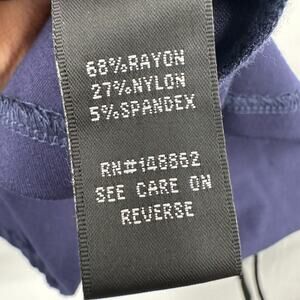 68%RAYON
27%NYLON
5%SPANDEX
RN#148862
SEE CARE ON
REVERSE